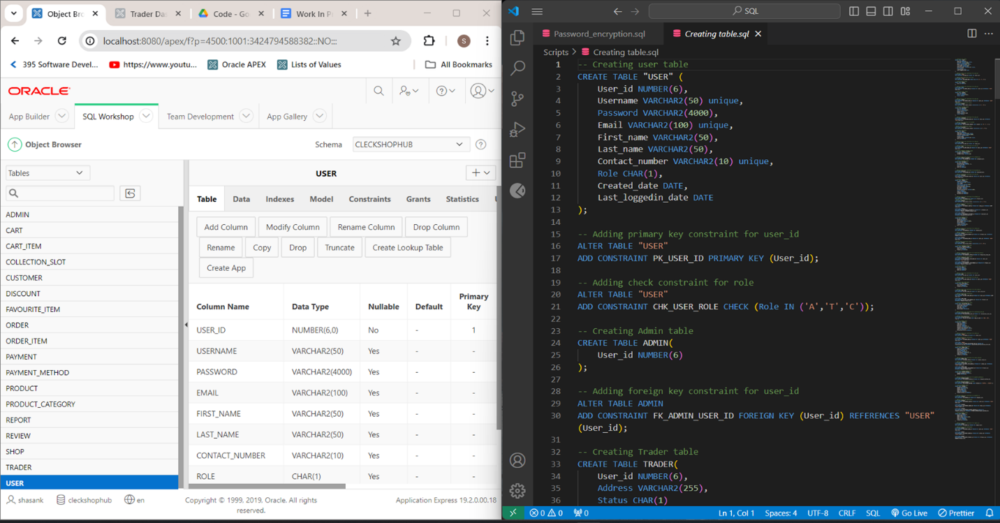 Object Bro
Trader Das
Code - Go
Work In Pr
localhost:8080/apex/f?p=4500:1001:3424794588382::NO:::
S
395 Software Devel...
https://www.youtu...
Oracle APEX
Lists of Values
All Bookmarks
ORACLE
App Builder
SQL Workshop
Team Development
App Gallery
Object Browser
Schema
CLECKSHOPHUB
Tables
ADMIN
CART
CART_ITEM
COLLECTION_SLOT
CUSTOMER
DISCOUNT
FAVOURITE_ITEM
ORDER
ORDER_ITEM
PAYMENT
PAYMENT_METHOD
PRODUCT
PRODUCT_CATEGORY
REPORT
REVIEW
SHOP
TRADER
USER
USER
Table Data Indexes Model Constraints Grants Statistics
Add Column Modify Column Rename Column Drop Column
Rename Copy Drop Truncate Create Lookup Table
Create App
Column Name Data Type Nullable Default Primary Key
USER_ID NUMBER(6,0) No - 1
USERNAME VARCHAR2(50) Yes - -
PASSWORD VARCHAR2(4000) Yes - -
EMAIL VARCHAR2(100) Yes - -
FIRST_NAME VARCHAR2(50) Yes - -
LAST_NAME VARCHAR2(50) Yes - -
CONTACT_NUMBER VARCHAR2(10) Yes - -
ROLE CHAR(1) Yes - -
shasank cleckshophub en
Copyright © 1999, 2019, Oracle. All rights
reserved.
Application Express 19.2.0.00.18
SQL
Password_encryption.sql
Creating table.sql
Scripts > Creating table.sql
1 -- Creating user table
2 CREATE TABLE "USER" (
3 User_id NUMBER(6),
4 Username VARCHAR2(50) unique,
5 Password VARCHAR2(4000),
6 Email VARCHAR2(100) unique,
7 First_name VARCHAR2(50),
8 Last_name VARCHAR2(50),
9 Contact_number VARCHAR2(10) unique,
10 Role CHAR(1),
11 Created_date DATE,
12 Last_loggedin_date DATE
13 );
14
15 -- Adding primary key constraint for user_id
16 ALTER TABLE "USER"
17 ADD CONSTRAINT PK_USER_ID PRIMARY KEY (User_id);
18
19 -- Adding check constraint for role
20 ALTER TABLE "USER"
21 ADD CONSTRAINT CHK_USER_ROLE CHECK (Role IN ('A','T','C'));
22
23 -- Creating Admin table
24 CREATE TABLE ADMIN(
25 User_id NUMBER(6)
26 );
27
28 -- Adding foreign key constraint for user_id
29 ALTER TABLE ADMIN
30 ADD CONSTRAINT FK_ADMIN_USER_ID FOREIGN KEY (User_id) REFERENCES "USER"
(User_id);
31
32 -- Creating Trader table
33 CREATE TABLE TRADER(
34 User_id NUMBER(6),
35 Address VARCHAR2(255),
36 Status CHAR(1)
0 0 0 Ln 1, Col 1 Spaces: 4 UTF-8 CRLF SQL Go Live Prettier